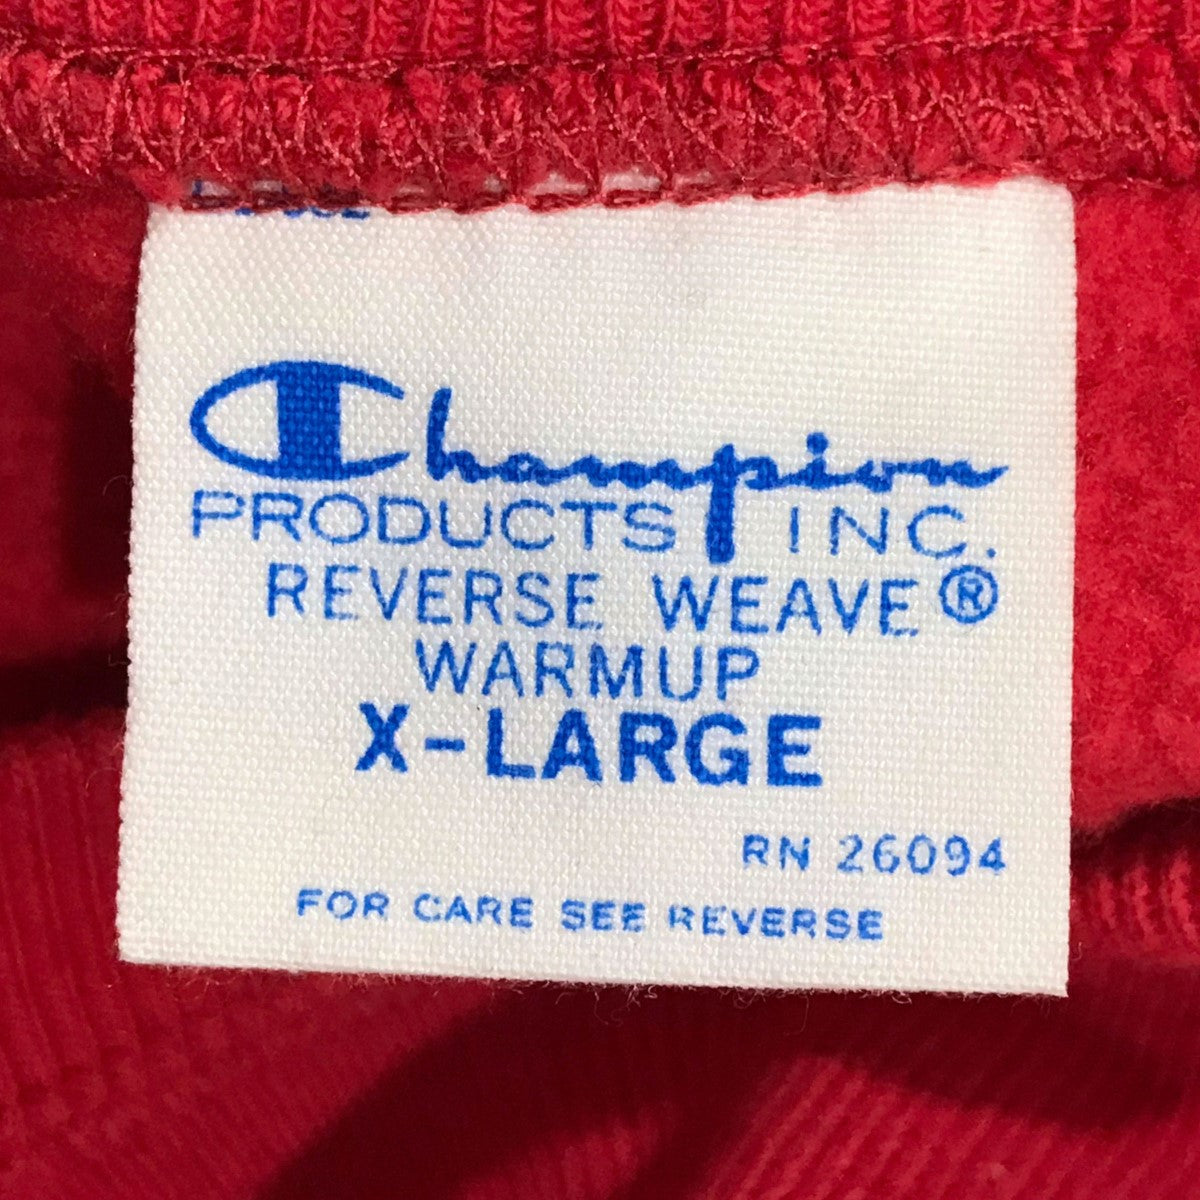 Champion
PRODUCTS INC.
REVERSE WEAVE®
WARMUP
X-LARGE
RN 26094
FOR CARE SEE REVERSE